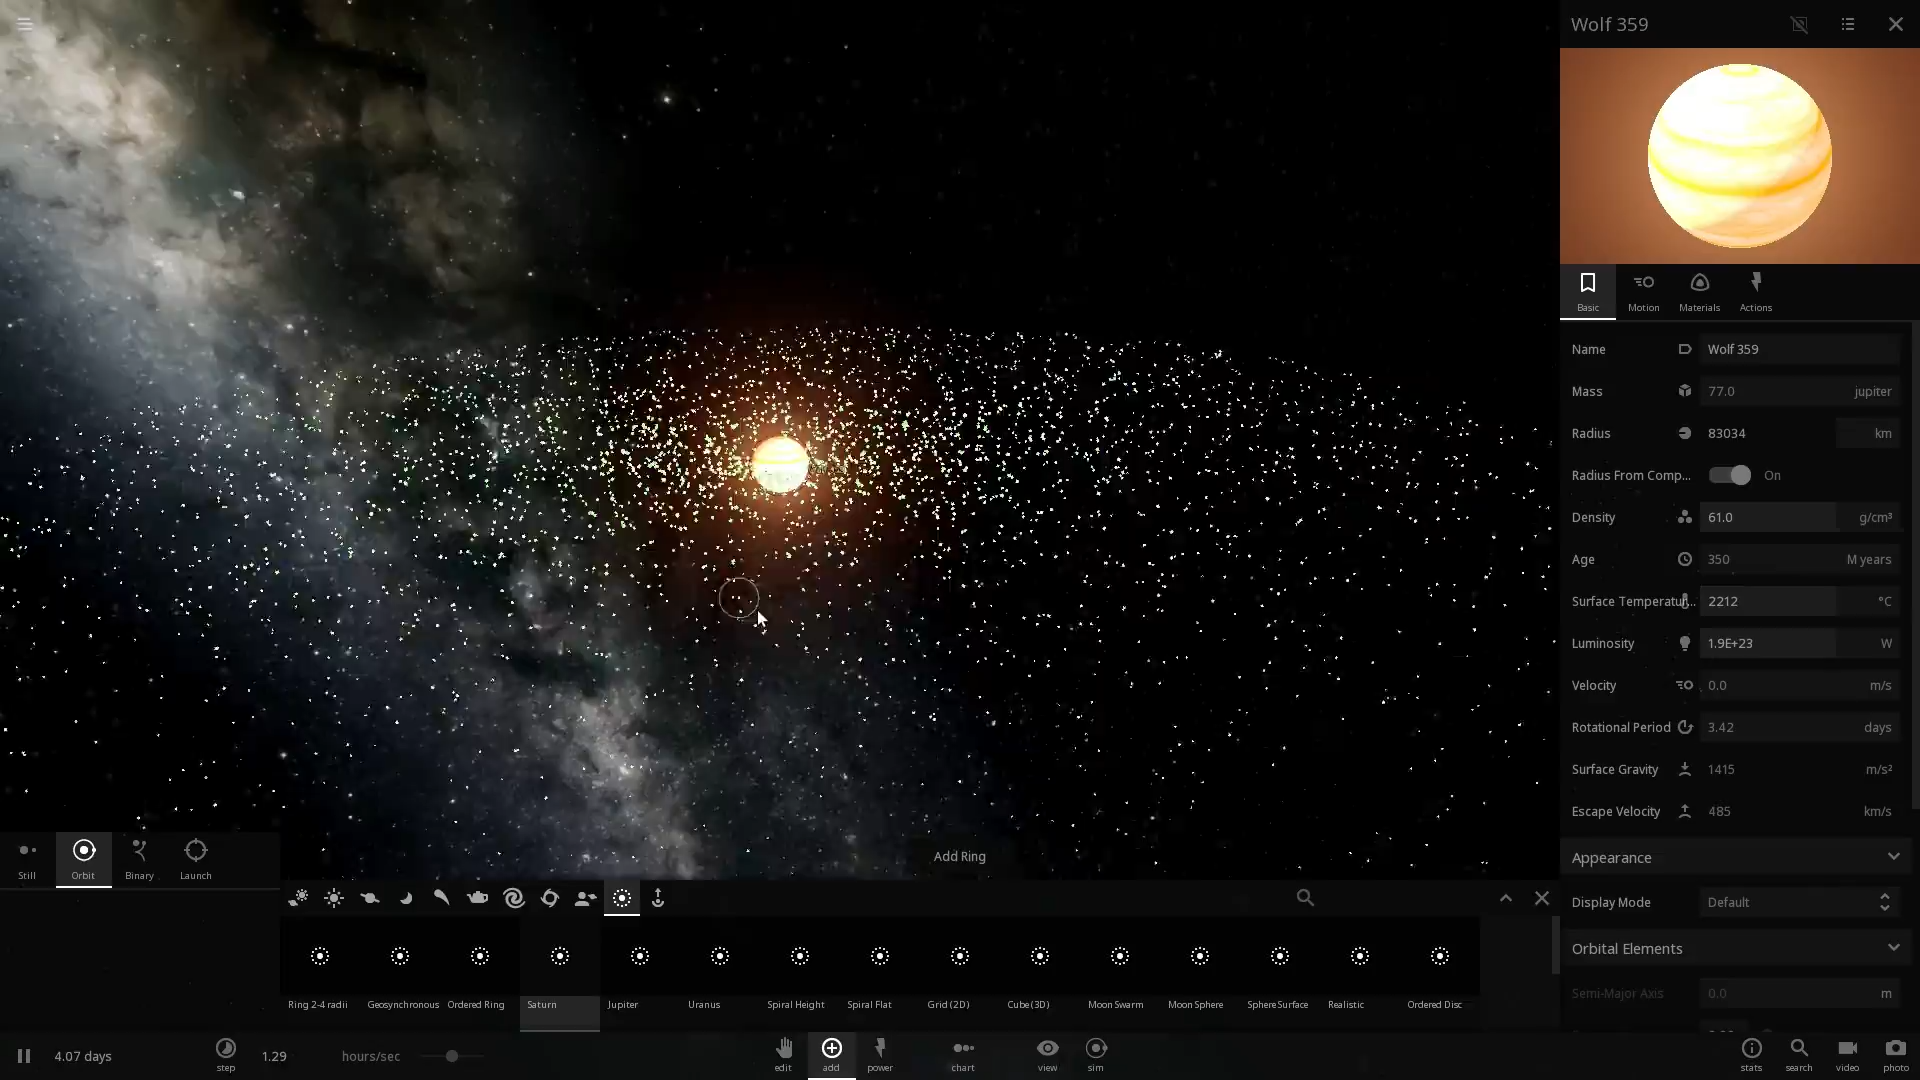 Wolf 359
Basic
Motion
Materials
Actions
Name Wolf 359
Mass 77.0 jupiter
Radius 83034 km
Radius From Comp... On
Density 61.0 g/cm³
Age 350 M years
Surface Temperatur... 2212 °C
Luminosity 1.9E+23 W
Velocity 0.0 m/s
Rotational Period 3.42 days
Surface Gravity 1415 m/s²
Escape Velocity 485 km/s
Appearance
Display Mode Default
Orbital Elements
Semi-Major Axis 0.0 m
Still Orbit Binary Launch
Add Ring
Ring 2-4 radii Geosynchronous Ordered Ring Saturn Jupiter Uranus Spiral Height Spiral Flat Grid (2D) Cube (3D) Moon Swarm Moon Sphere Sphere Surface Realistic Ordered Disc
4.07 days step 1.29 hours/sec edit add power chart view sim stats search video photo